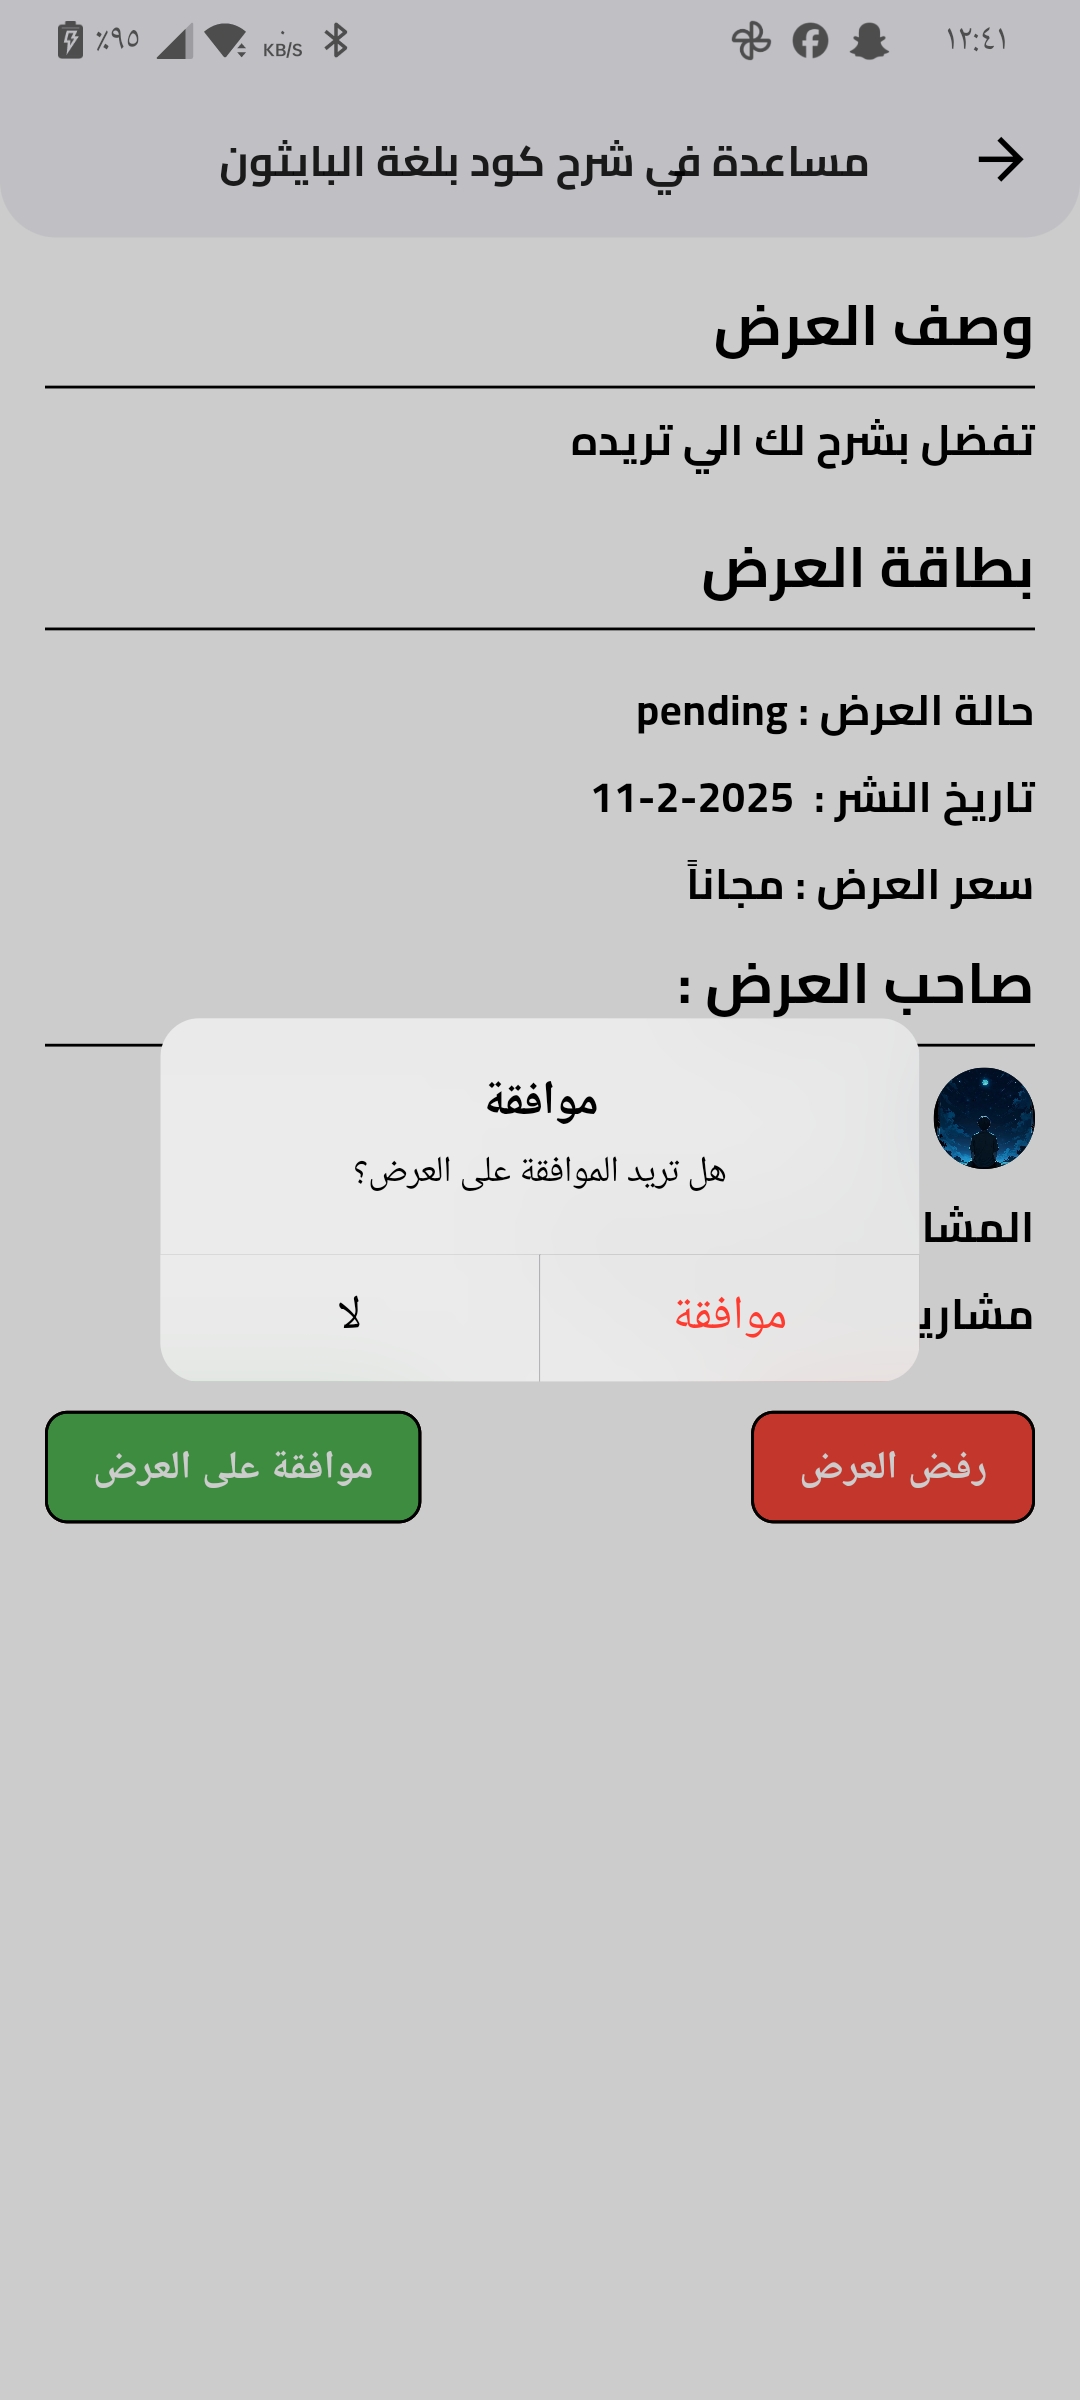 ١٢:٤١
٠ KB/S
٪٩٥
مساعدة في شرح كود بلغة البايثون
وصف العرض
تفضل بشرح لك الي تريده
بطاقة العرض
حالة العرض : pending
تاريخ النشر : 11-2-2025
سعر العرض : مجاناً
صاحب العرض :
موافقة
هل تريد الموافقة على العرض؟
موافقة
لا
رفض العرض
موافقة على العرض